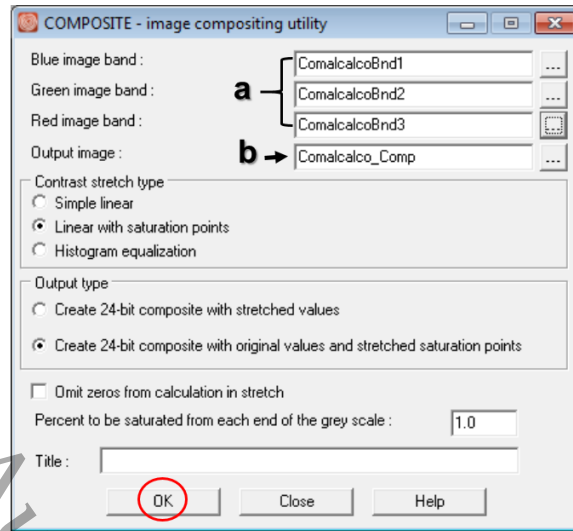 COMPOSITE - image compositing utility
Blue image band : ComalcalcoBnd1 ...
Green image band : a ComalcalcoBnd2 ...
Red image band : ComalcalcoBnd3 ...
Output image : b Comalcalco_Comp ...
Contrast stretch type
Simple linear
Linear with saturation points
Histogram equalization
Output type
Create 24-bit composite with stretched values
Create 24-bit composite with original values and stretched saturation points
Omit zeros from calculation in stretch
Percent to be saturated from each end of the grey scale : 1.0
Title :
OK Close Help